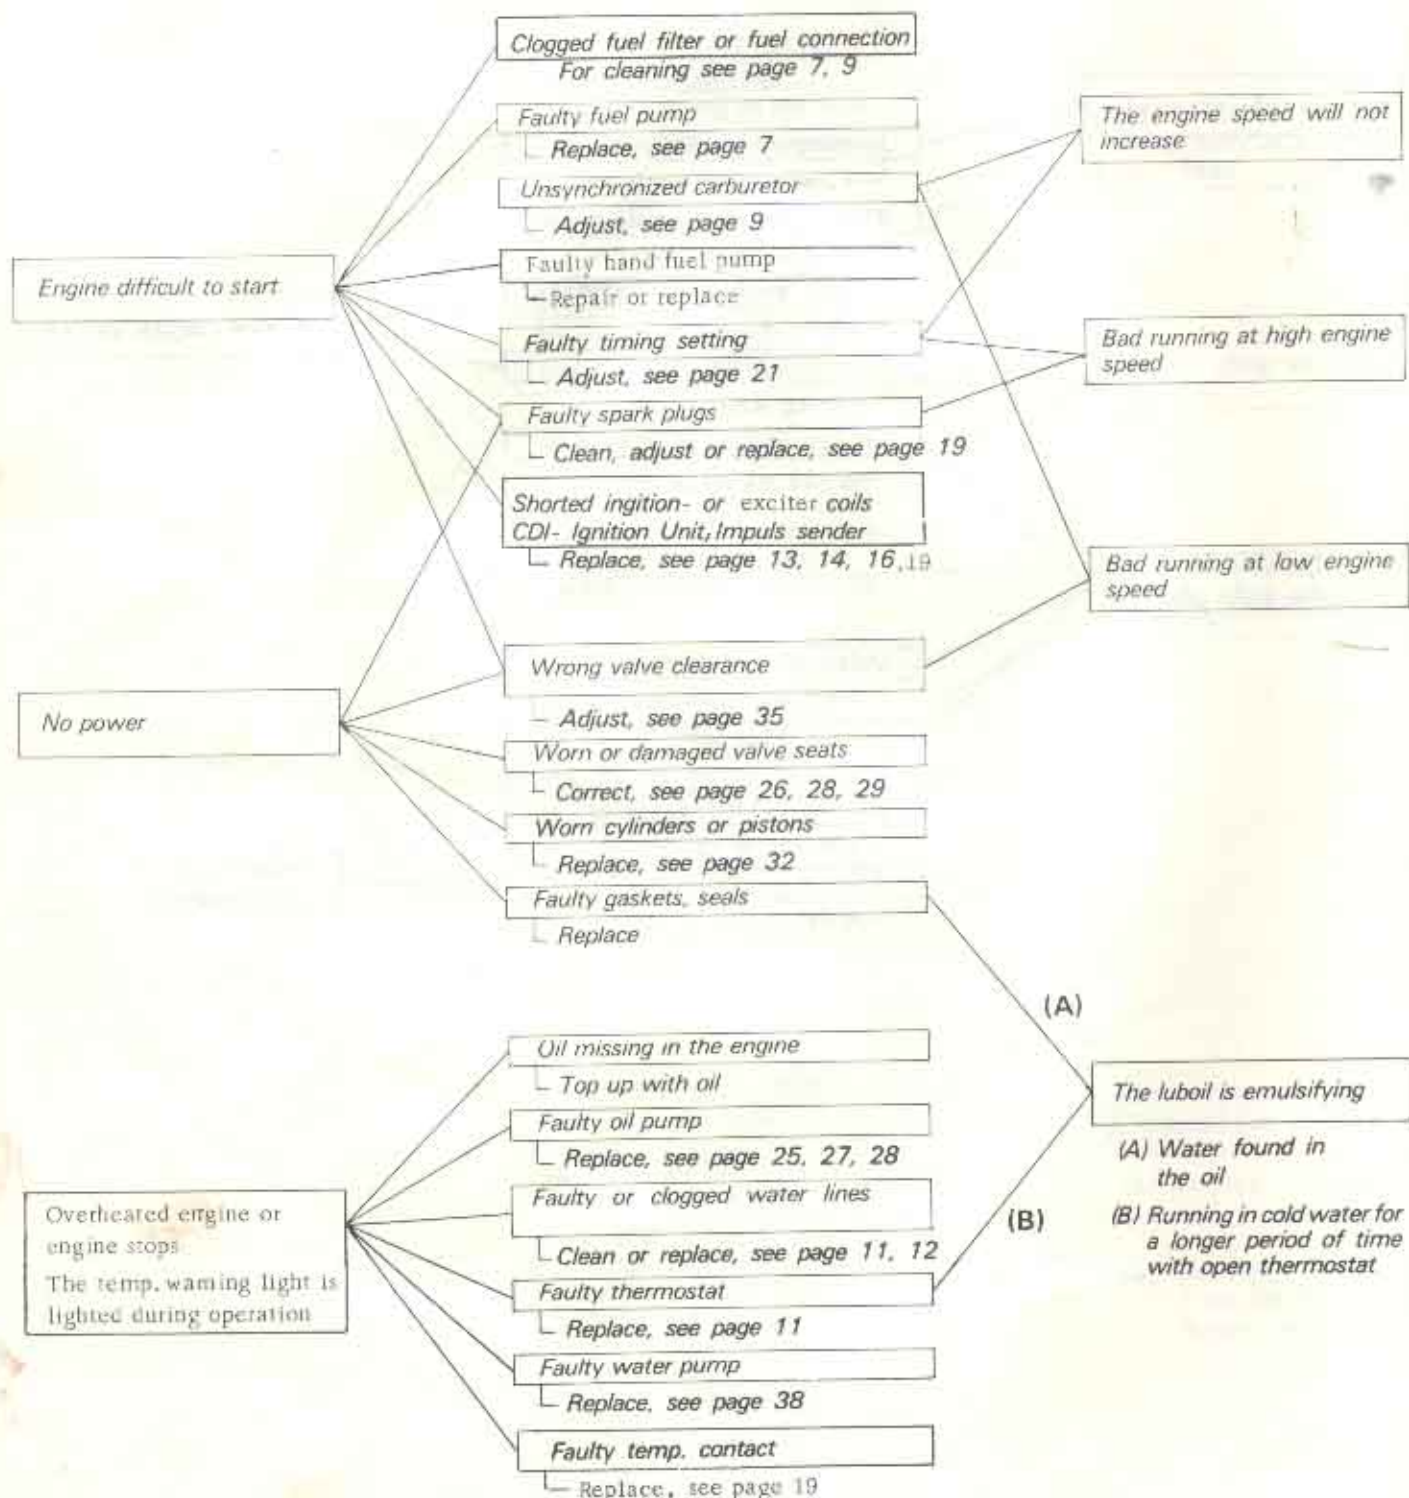 Clogged fuel filter or fuel connection
For cleaning see page 7, 9
Faulty fuel pump
Replace, see page 7
Unsynchronized carburetor
Adjust, see page 9
Engine difficult to start
Faulty hand fuel pump
Repair or replace
Faulty timing setting
Adjust, see page 21
Faulty spark plugs
Clean, adjust or replace, see page 19
Shorted ingition- or exciter coils
CDI- Ignition Unit, Impuls sender
Replace, see page 13, 14, 16, 19
The engine speed will not
increase
Bad running at high engine
speed
Bad running at low engine
speed
No power
Wrong valve clearance
Adjust, see page 35
Worn or damaged valve seats
Correct, see page 26, 28, 29
Worn cylinders or pistons
Replace, see page 32
Faulty gaskets, seals
Replace
(A)
Overheated engine or
engine stops
The temp. warning light is
lighted during operation
Oil missing in the engine
Top up with oil
Faulty oil pump
Replace, see page 25, 27, 28
Faulty or clogged water lines
Clean or replace, see page 11, 12
Faulty thermostat
Replace, see page 11
Faulty water pump
Replace, see page 38
Faulty temp. contact
Replace, see page 19
(B)
The luboil is emulsifying
(A) Water found in
the oil
(B) Running in cold water for
a longer period of time
with open thermostat